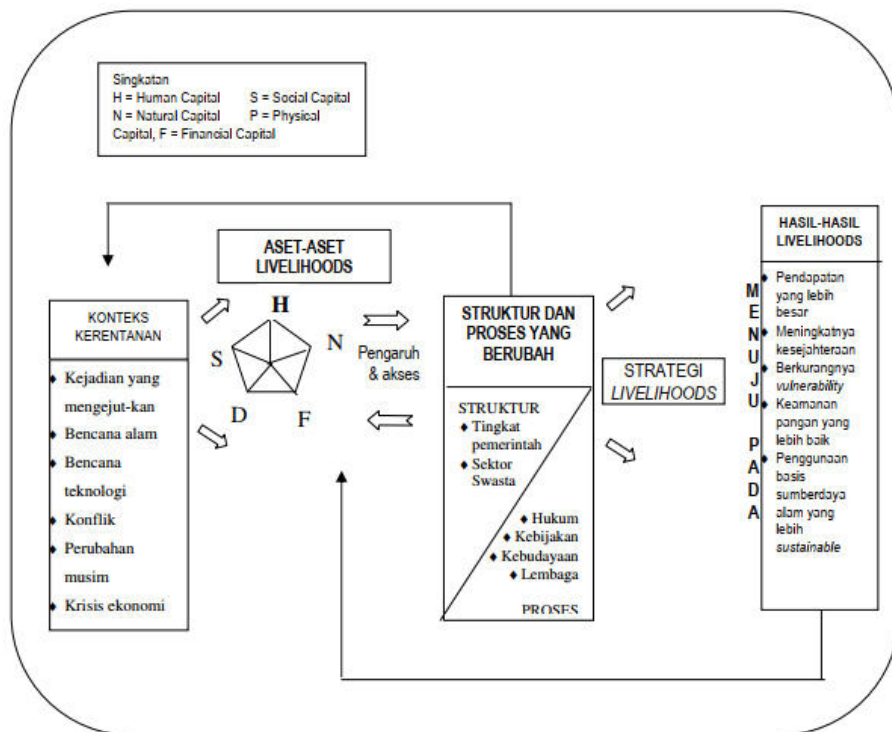 Singkatan
H = Human Capital S = Social Capital
N = Natural Capital P = Physical
Capital, F = Financial Capital
ASET-ASET
LIVELIHOODS
KONTEKS
KERENTANAN
Kejadian yang
mengejut-kan
Bencana alam
Bencana
teknologi
Konflik
Perubahan
musim
Krisis ekonomi
H
S
N
D
F
Pengaruh
& akses
STRUKTUR DAN
PROSES YANG
BERUBAH
STRUKTUR
Tingkat
pemerintah
Sektor
Swasta
Hukum
Kebijakan
Kebudayaan
Lembaga
PROSES
STRATEGI
LIVELIHOODS
MENUJU PADA
HASIL-HASIL
LIVELIHOODS
Pendapatan
yang lebih
besar
Meningkatnya
kesejahteraan
Berkurangnya
vulnerability
Keamanan
pangan yang
lebih baik
Penggunaan
basis
sumberdaya
alam yang
lebih
sustainable